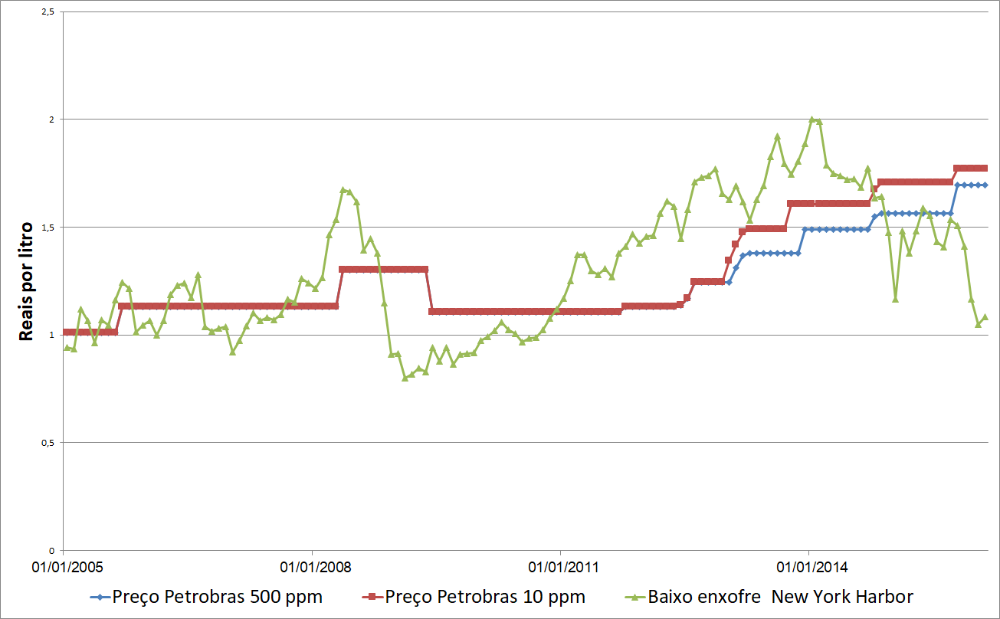 2,5
2
1,5
1
0,5
0
Reais por litro
01/01/2005 01/01/2008 01/01/2011 01/01/2014
Preço Petrobras 500 ppm Preço Petrobras 10 ppm Baixo enxofre New York Harbor